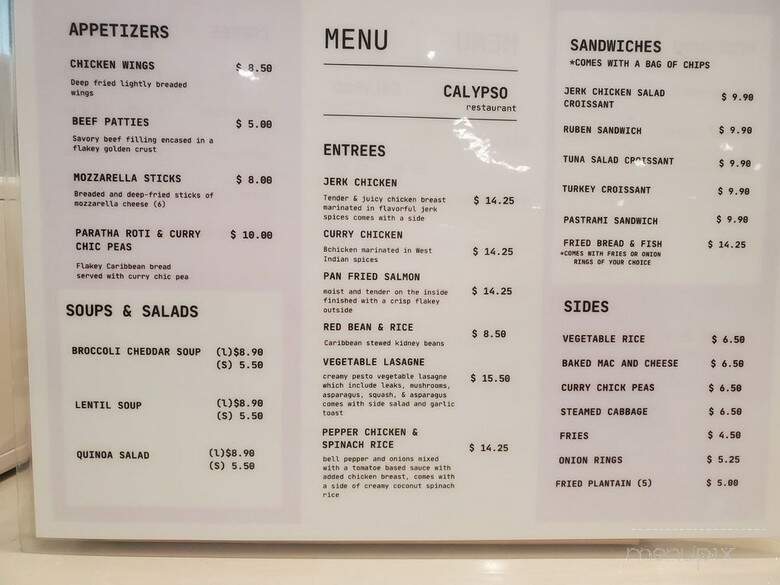 APPETIZERS
CHICKEN WINGS $ 8.50
Deep fried lightly breaded
wings
BEEF PATTIES $ 5.00
Savory beef filling encased in a
flakey golden crust
MOZZARELLA STICKS $ 8.00
Breaded and deep-fried sticks of
mozzarella cheese (6)
PARATHA ROTI & CURRY $ 10.00
CHIC PEAS
Flakey Caribbean bread
served with curry chic pea
SOUPS & SALADS
BROCCOLI CHEDDAR SOUP (l)$8.90
(S) 5.50
LENTIL SOUP (l)$8.90
(S) 5.50
QUINOA SALAD (l)$8.90
(S) 5.50
MENU
CALYPSO
restaurant
ENTREES
JERK CHICKEN
Tender & juicy chicken breast $ 14.25
marinated in flavorful jerk
spices comes with a side
CURRY CHICKEN
Bchicken marinated in West $ 14.25
Indian spices
PAN FRIED SALMON
moist and tender on the inside $ 14.25
finished with a crisp flakey
outside
RED BEAN & RICE
Caribbean stewed kidney beans $ 8.50
VEGETABLE LASAGNE
creamy pesto vegetable lasagne $ 15.50
which include leaks, mushrooms,
asparagus, squash, & asparagus
comes with side salad and garlic
toast
PEPPER CHICKEN &
SPINACH RICE $ 14.25
bell pepper and onions mixed
with a tomatoe based sauce with
added chicken breast, comes with
a side of creamy coconut spinach
rice
SANDWICHES
*COMES WITH A BAG OF CHIPS
JERK CHICKEN SALAD $ 9.90
CROISSANT
RUBEN SANDWICH $ 9.90
TUNA SALAD CROISSANT $ 9.90
TURKEY CROISSANT $ 9.90
PASTRAMI SANDWICH $ 9.90
FRIED BREAD & FISH $ 14.25
*COMES WITH FRIES OR ONION
RINGS OF YOUR CHOICE
SIDES
VEGETABLE RICE $ 6.50
BAKED MAC AND CHEESE $ 6.50
CURRY CHICK PEAS $ 6.50
STEAMED CABBAGE $ 6.50
FRIES $ 4.50
ONION RINGS $ 5.25
FRIED PLANTAIN (5) $ 5.00
menupix